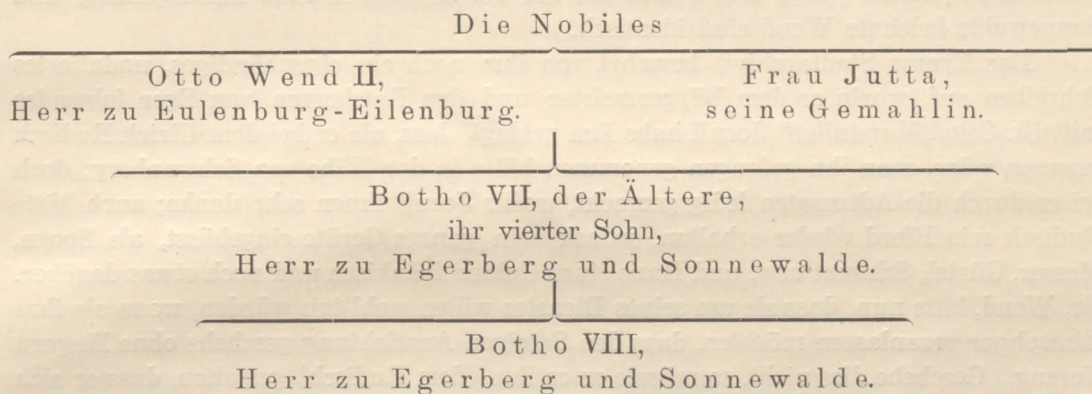 Die Nobiles
Otto Wend II,
Herr zu Eulenburg-Eilenburg.
Frau Jutta,
seine Gemahlin.
Botho VII, der Ältere,
ihr vierter Sohn,
Herr zu Egerberg und Sonnewalde.
Botho VIII,
Herr zu Egerberg und Sonnewalde.